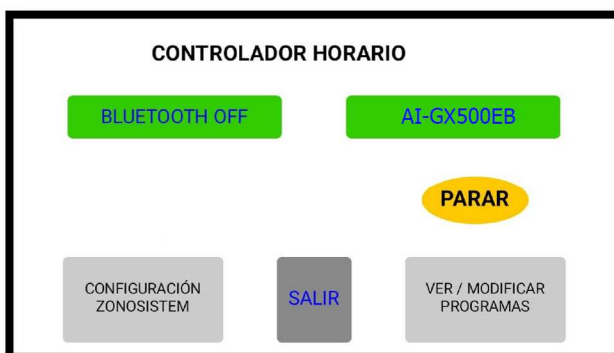 CONTROLADOR HORARIO
BLUETOOTH OFF
AI-GX500EB
PARAR
CONFIGURACIÓN
ZONOSISTEM
SALIR
VER / MODIFICAR
PROGRAMAS